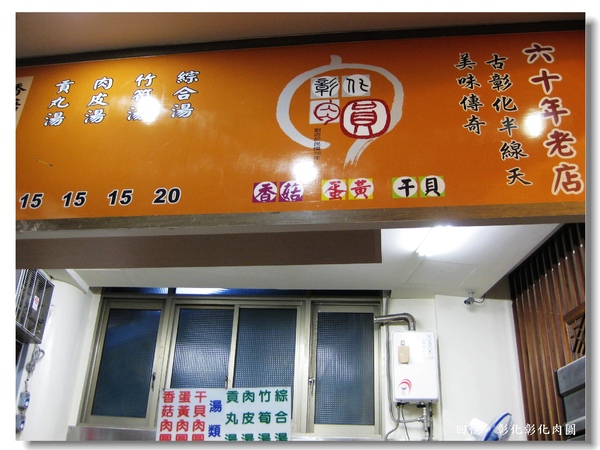 六十年老店
古彰化半線天
美味傳奇
彰化
肉員
香菇 蛋黃 干貝
綜合湯
竹筍湯
肉皮湯
貢丸湯
15 15 15 20
綜合湯
竹筍湯
肉皮湯
貢丸湯
湯類
干貝肉圓
蛋黃肉圓
香菇肉圓
彰化彰化肉圓